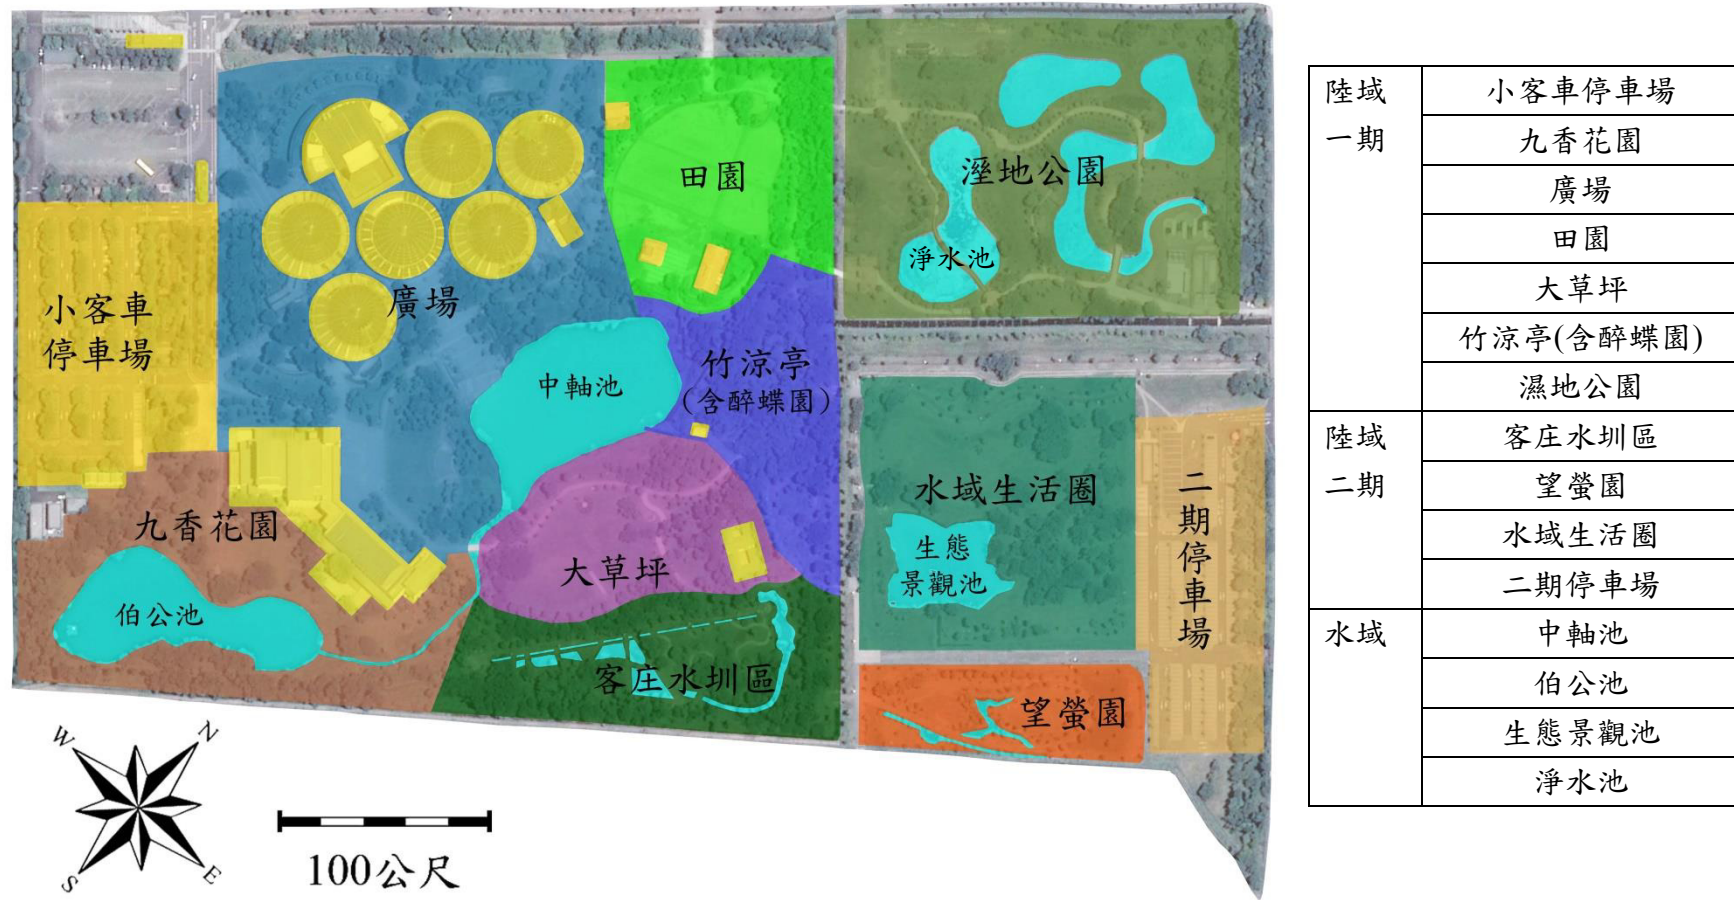 田園
溼地公園
淨水池
小客車
停車場
廣場
中軸池
竹涼亭
(含醉蝶園)
九香花園
伯公池
大草坪
客庄水圳區
水域生活圈
生態
景觀池
二期停車場
望螢園
W
N
S
E
100公尺
陸域
一期
小客車停車場
九香花園
廣場
田園
大草坪
竹涼亭(含醉蝶園)
濕地公園
陸域
二期
客庄水圳區
望螢園
水域生活圈
二期停車場
水域
中軸池
伯公池
生態景觀池
淨水池